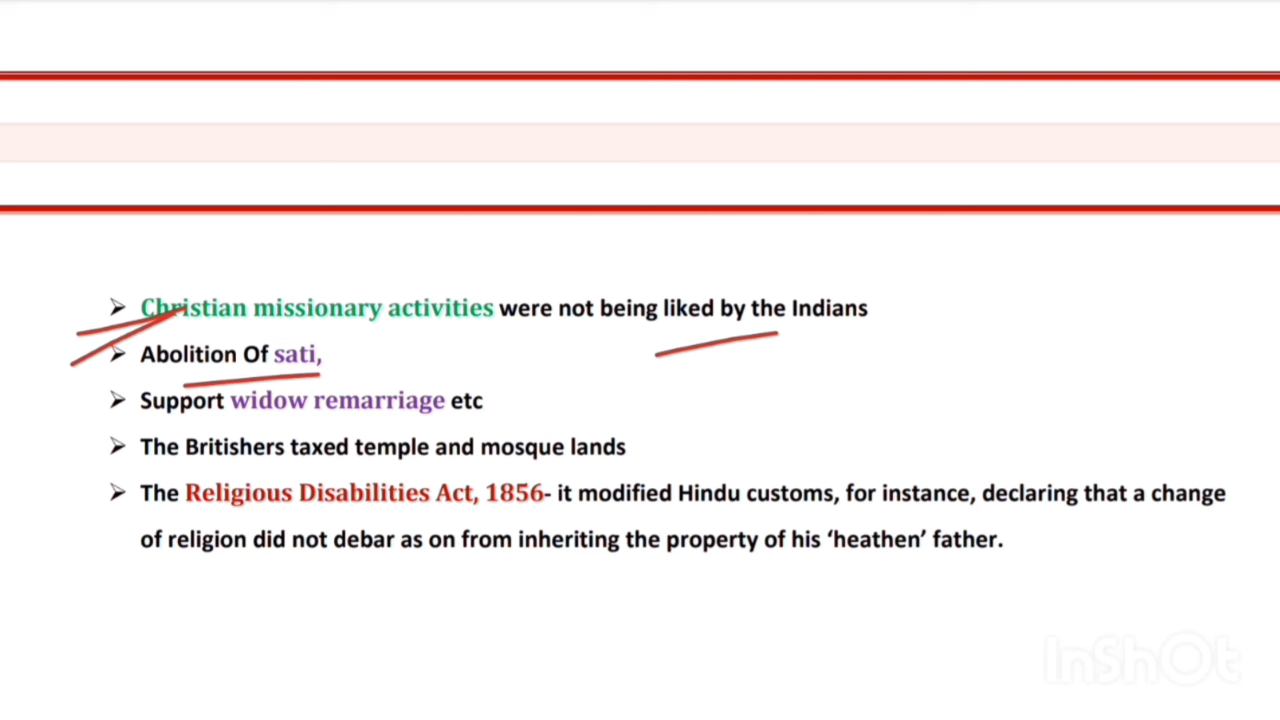 ➢ Christian missionary activities were not being liked by the Indians
➢ Abolition Of sati,
➢ Support widow remarriage etc
➢ The Britishers taxed temple and mosque lands
➢ The Religious Disabilities Act, 1856- it modified Hindu customs, for instance, declaring that a change
of religion did not debar as on from inheriting the property of his ‘heathen’ father.
InShOt